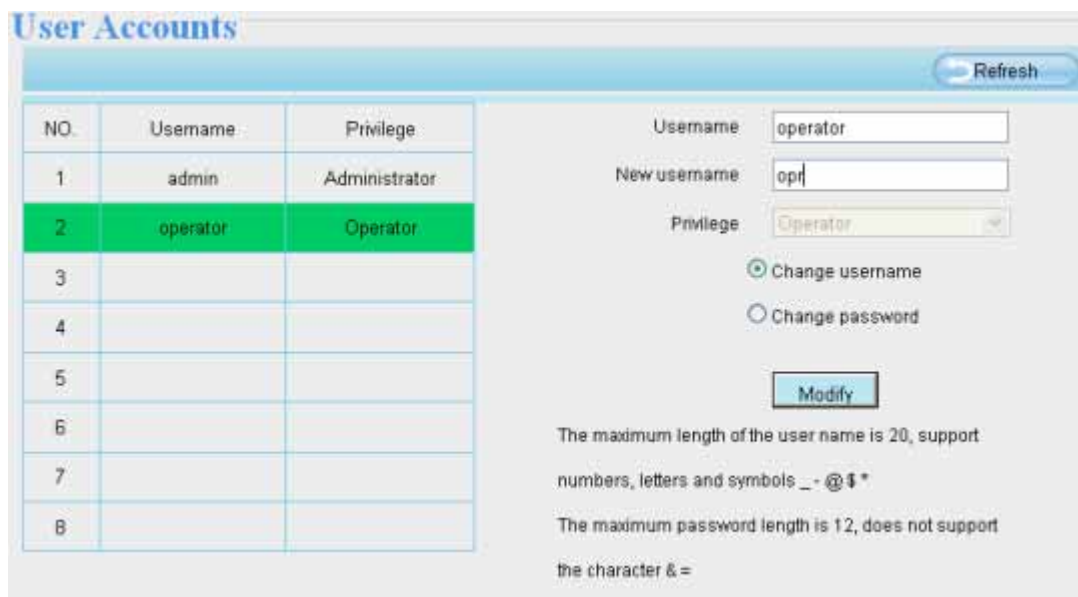 User Accounts
Refresh
NO. Username Privilege
1 admin Administrator
2 operator Operator
3
4
5
6
7
8
Username operator
New username opr
Privilege Operator
Change username
Change password
Modify
The maximum length of the user name is 20, support
numbers, letters and symbols _ - @ $ *
The maximum password length is 12, does not support
the character & =